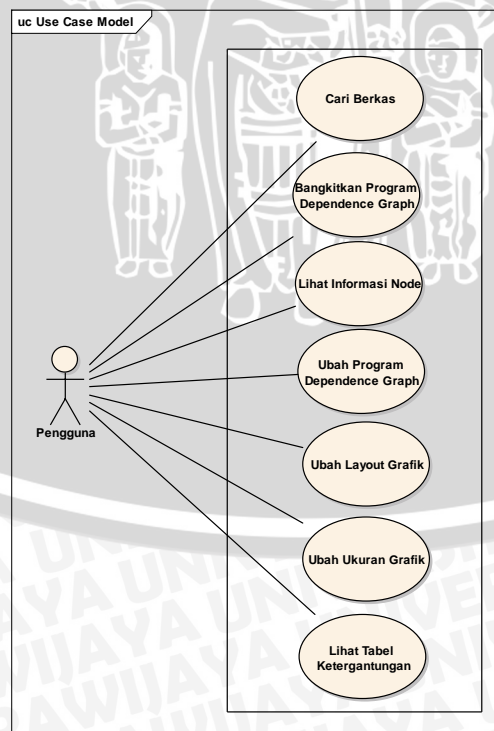 uc Use Case Model
Cari Berkas
Bangkitkan Program
Dependence Graph
Lihat Informasi Node
Ubah Program
Dependence Graph
Pengguna
Ubah Layout Grafik
Ubah Ukuran Grafik
Lihat Tabel
Ketergantungan